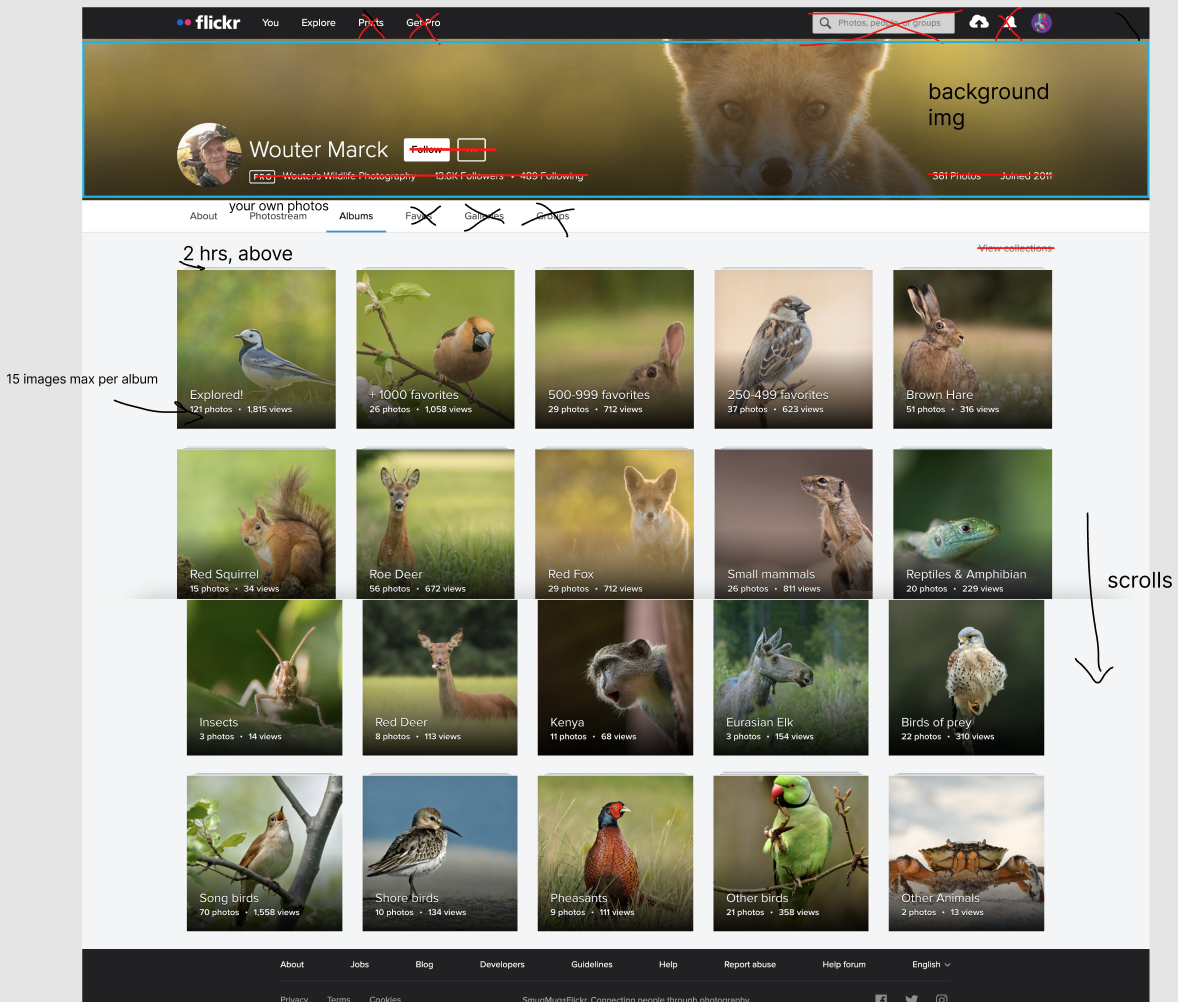 flickr You Explore Prints Get Pro Photos, people, or groups
background
img
Wouter Marck Follow ...
PRO Wouter's Wildlife Photography 13.6K Followers • 489 Following 361 Photos Joined 2011
your own photos
About Photostream Albums Faves Galleries Groups
2 hrs, above
View collections
15 images max per album
Explored! + 1000 favorites 500-999 favorites 250-499 favorites Brown Hare
121 photos • 1,815 views 26 photos • 1,058 views 29 photos • 712 views 37 photos • 623 views 51 photos • 316 views
Red Squirrel Roe Deer Red Fox Small mammals Reptiles & Amphibian
15 photos • 34 views 56 photos • 672 views 29 photos • 712 views 26 photos • 811 views 20 photos • 229 views
scrolls
Insects Red Deer Kenya Eurasian Elk Birds of prey
3 photos • 14 views 8 photos • 113 views 11 photos • 68 views 3 photos • 154 views 22 photos • 310 views
Song birds Shore birds Pheasants Other birds Other Animals
70 photos • 1,558 views 10 photos • 134 views 9 photos • 111 views 21 photos • 358 views 2 photos • 13 views
About Jobs Blog Developers Guidelines Help Report abuse Help forum English
Privacy Terms Cookies SmugMug+Flickr. Connecting people through photography.